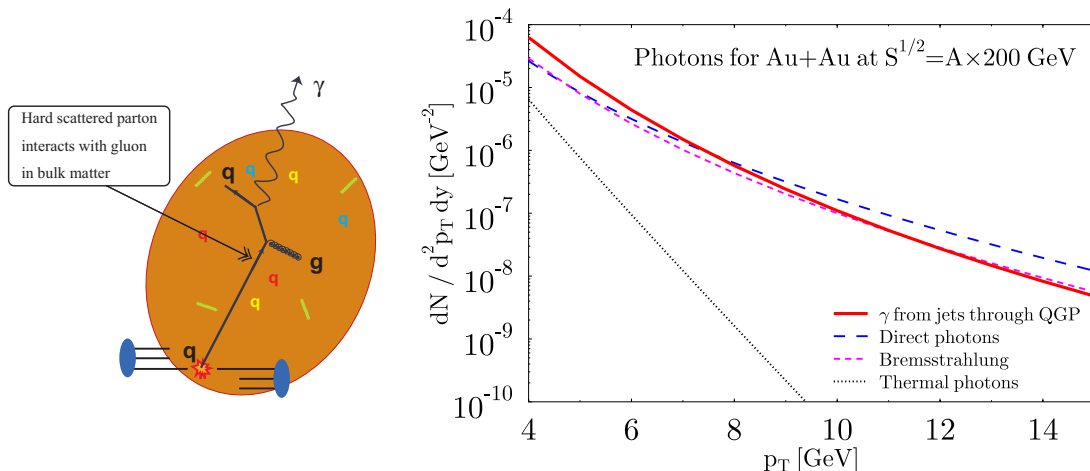 Hard scattered parton
interacts with gluon
in bulk matter
γ
q
q
q
q
q
q
g
q
q
q
Photons for Au+Au at S^{1/2}=A×200 GeV
dN / d²p_T dy [GeV⁻²]
10⁻⁴
10⁻⁵
10⁻⁶
10⁻⁷
10⁻⁸
10⁻⁹
10⁻¹⁰
γ from jets through QGP
Direct photons
Bremsstrahlung
Thermal photons
4 6 8 10 12 14
p_T [GeV]